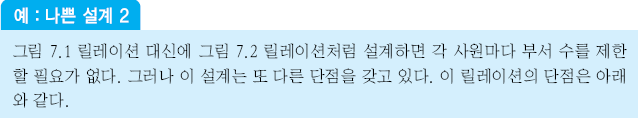 예 : 나쁜 설계 2
그림 7.1 릴레이션 대신에 그림 7.2 릴레이션처럼 설계하면 각 사원마다 부서 수를 제한
할 필요가 없다. 그러나 이 설계는 또 다른 단점을 갖고 있다. 이 릴레이션의 단점은 아래
와 같다.